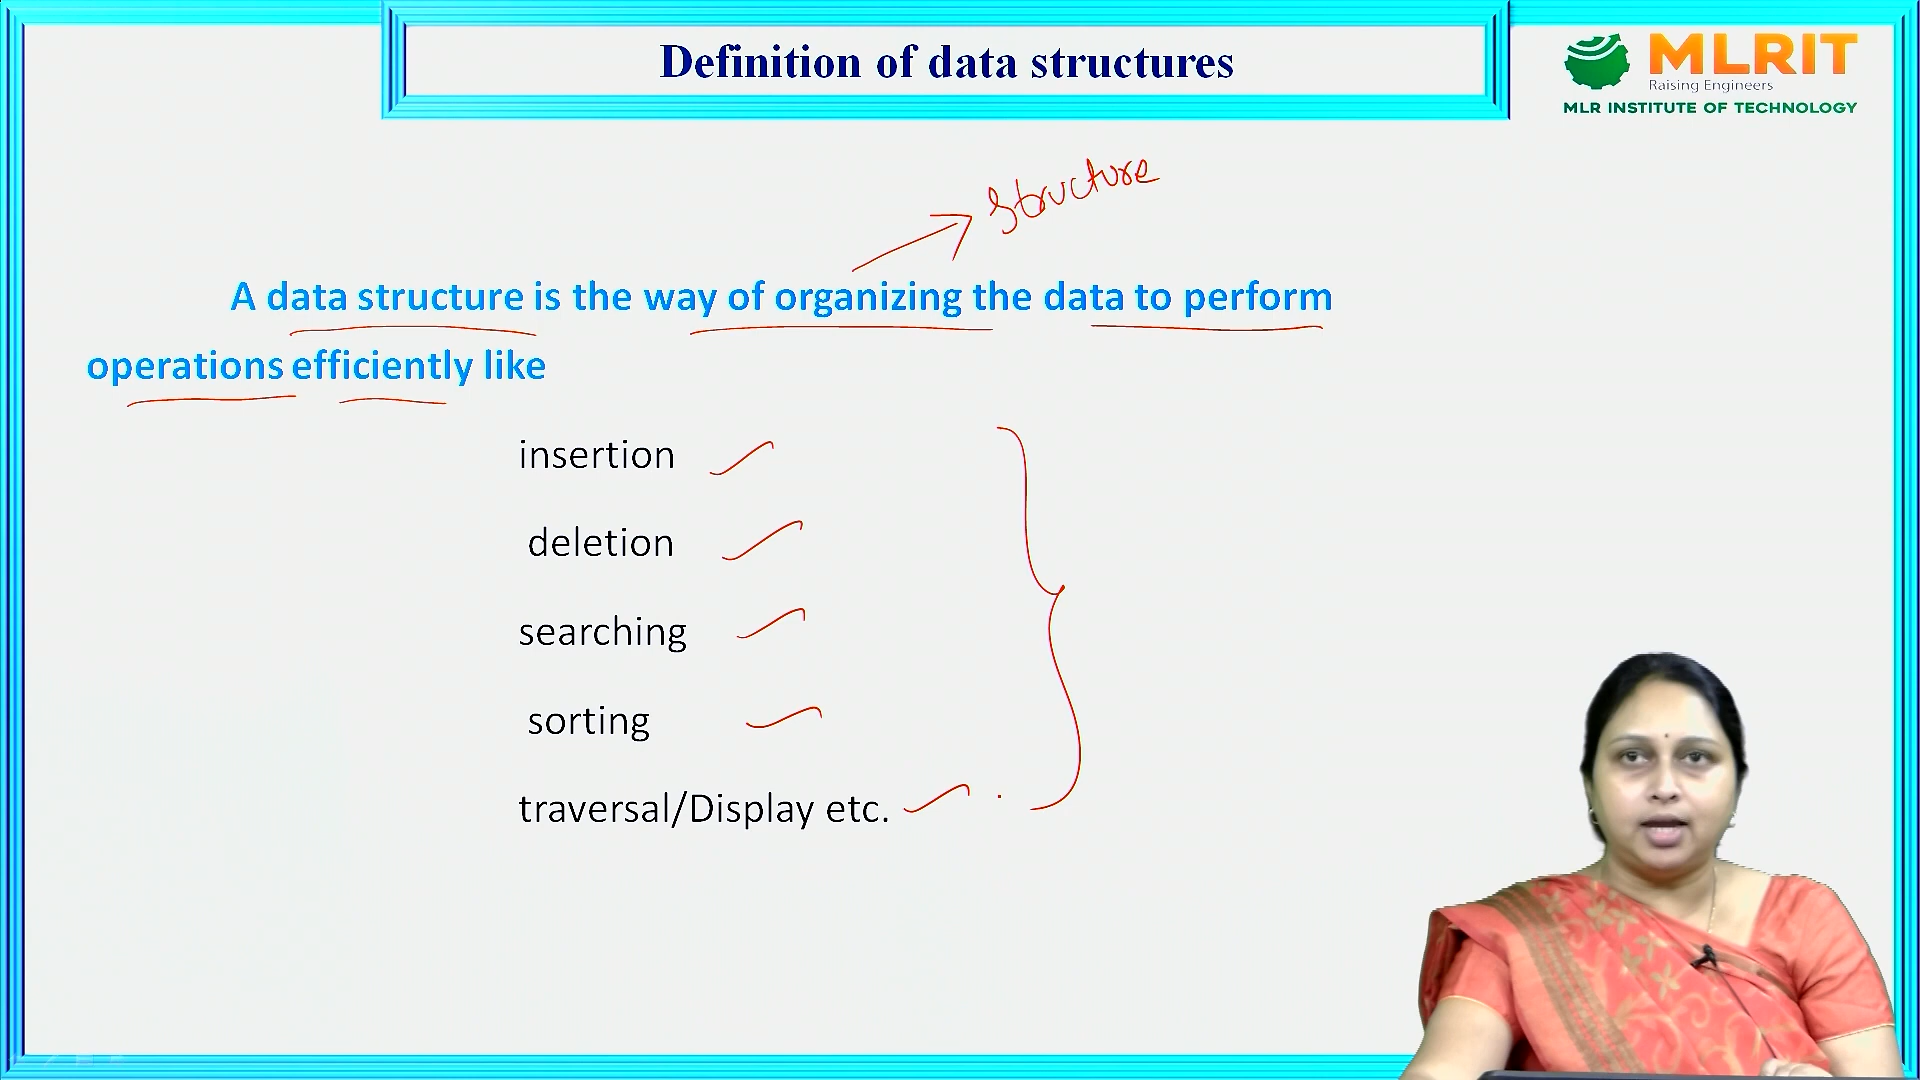 Definition of data structures
MLRIT
Raising Engineers
MLR INSTITUTE OF TECHNOLOGY
Structure
A data structure is the way of organizing the data to perform
operations efficiently like
insertion
deletion
searching
sorting
traversal/Display etc.